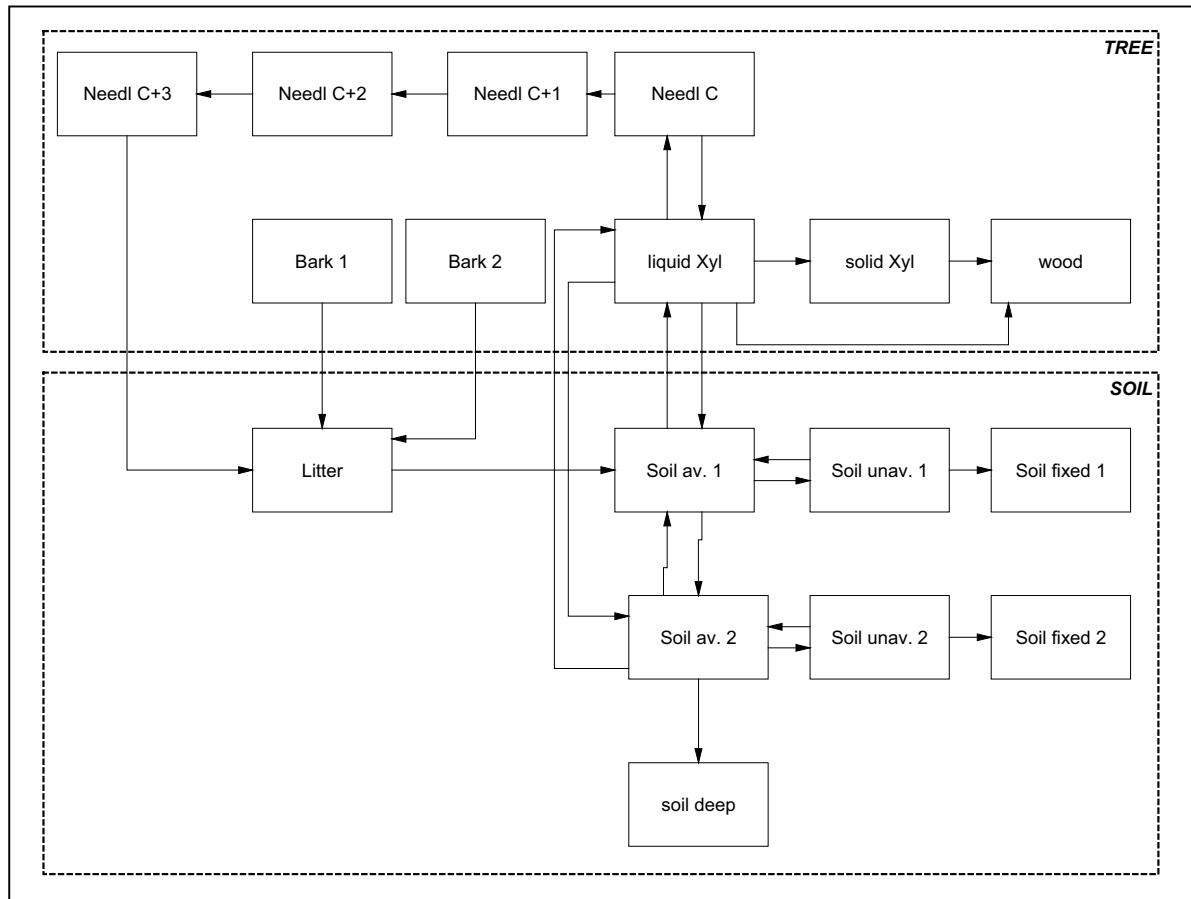 TREE
Needl C+3
Needl C+2
Needl C+1
Needl C
Bark 1
Bark 2
liquid Xyl
solid Xyl
wood
SOIL
Litter
Soil av. 1
Soil unav. 1
Soil fixed 1
Soil av. 2
Soil unav. 2
Soil fixed 2
soil deep